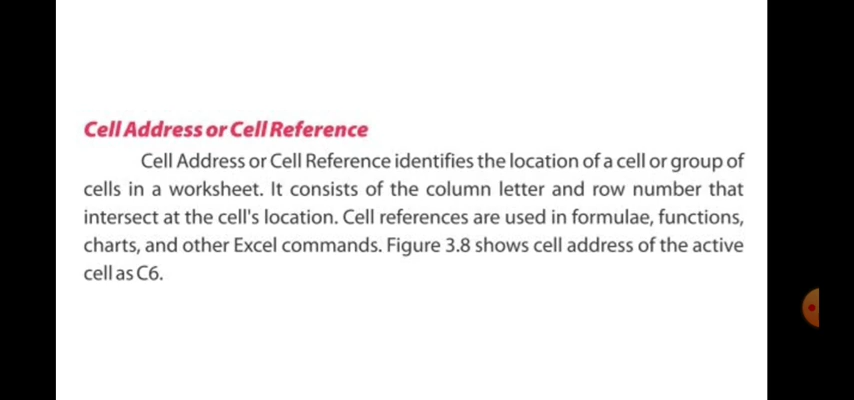 Cell Address or Cell Reference
Cell Address or Cell Reference identifies the location of a cell or group of
cells in a worksheet. It consists of the column letter and row number that
intersect at the cell's location. Cell references are used in formulae, functions,
charts, and other Excel commands. Figure 3.8 shows cell address of the active
cell as C6.